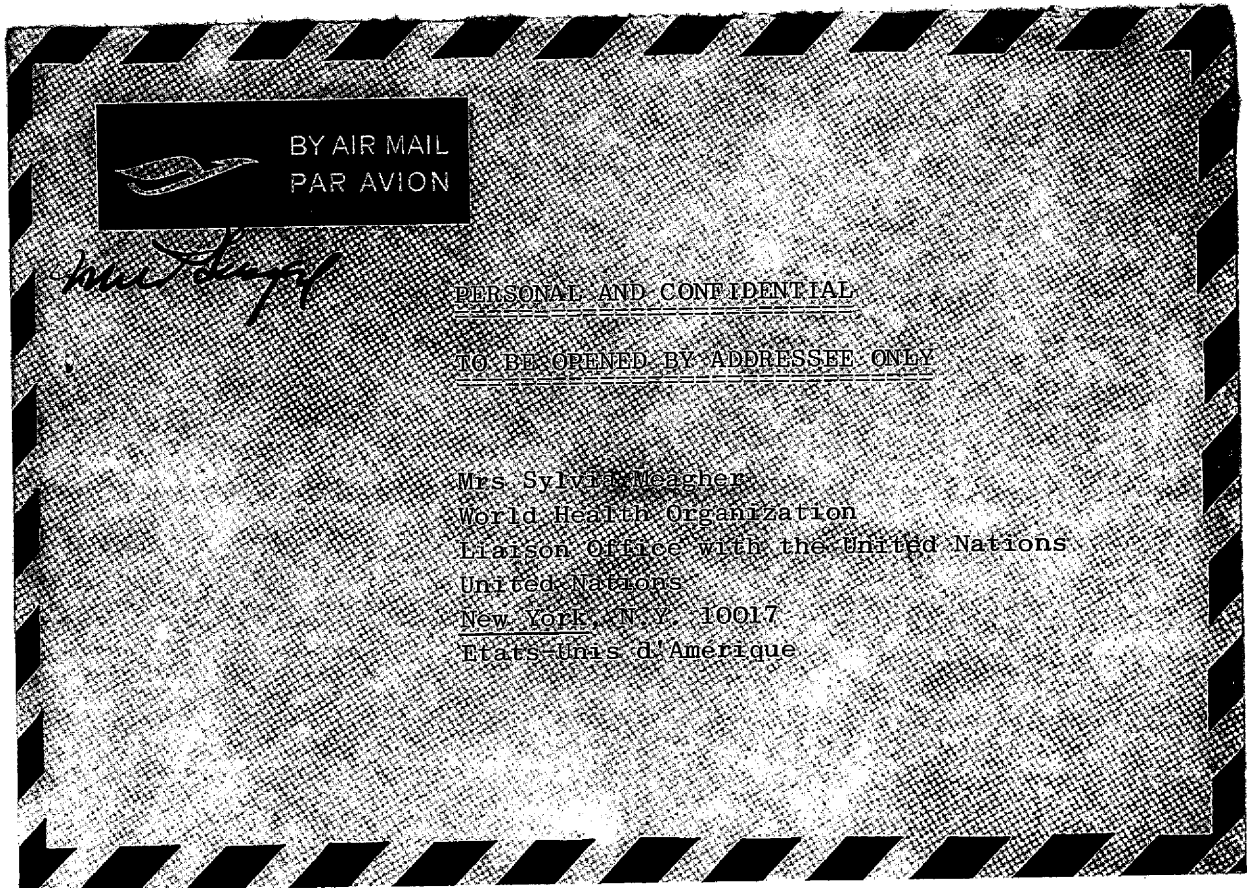 BY AIR MAIL
PAR AVION
PERSONAL AND CONFIDENTIAL
TO BE OPENED BY ADDRESSEE ONLY
Mrs Sylvia Meagher
World Health Organization
Liaison Office with the United Nations
United Nations
New York, N.Y. 10017
Etats-Unis d'Amérique